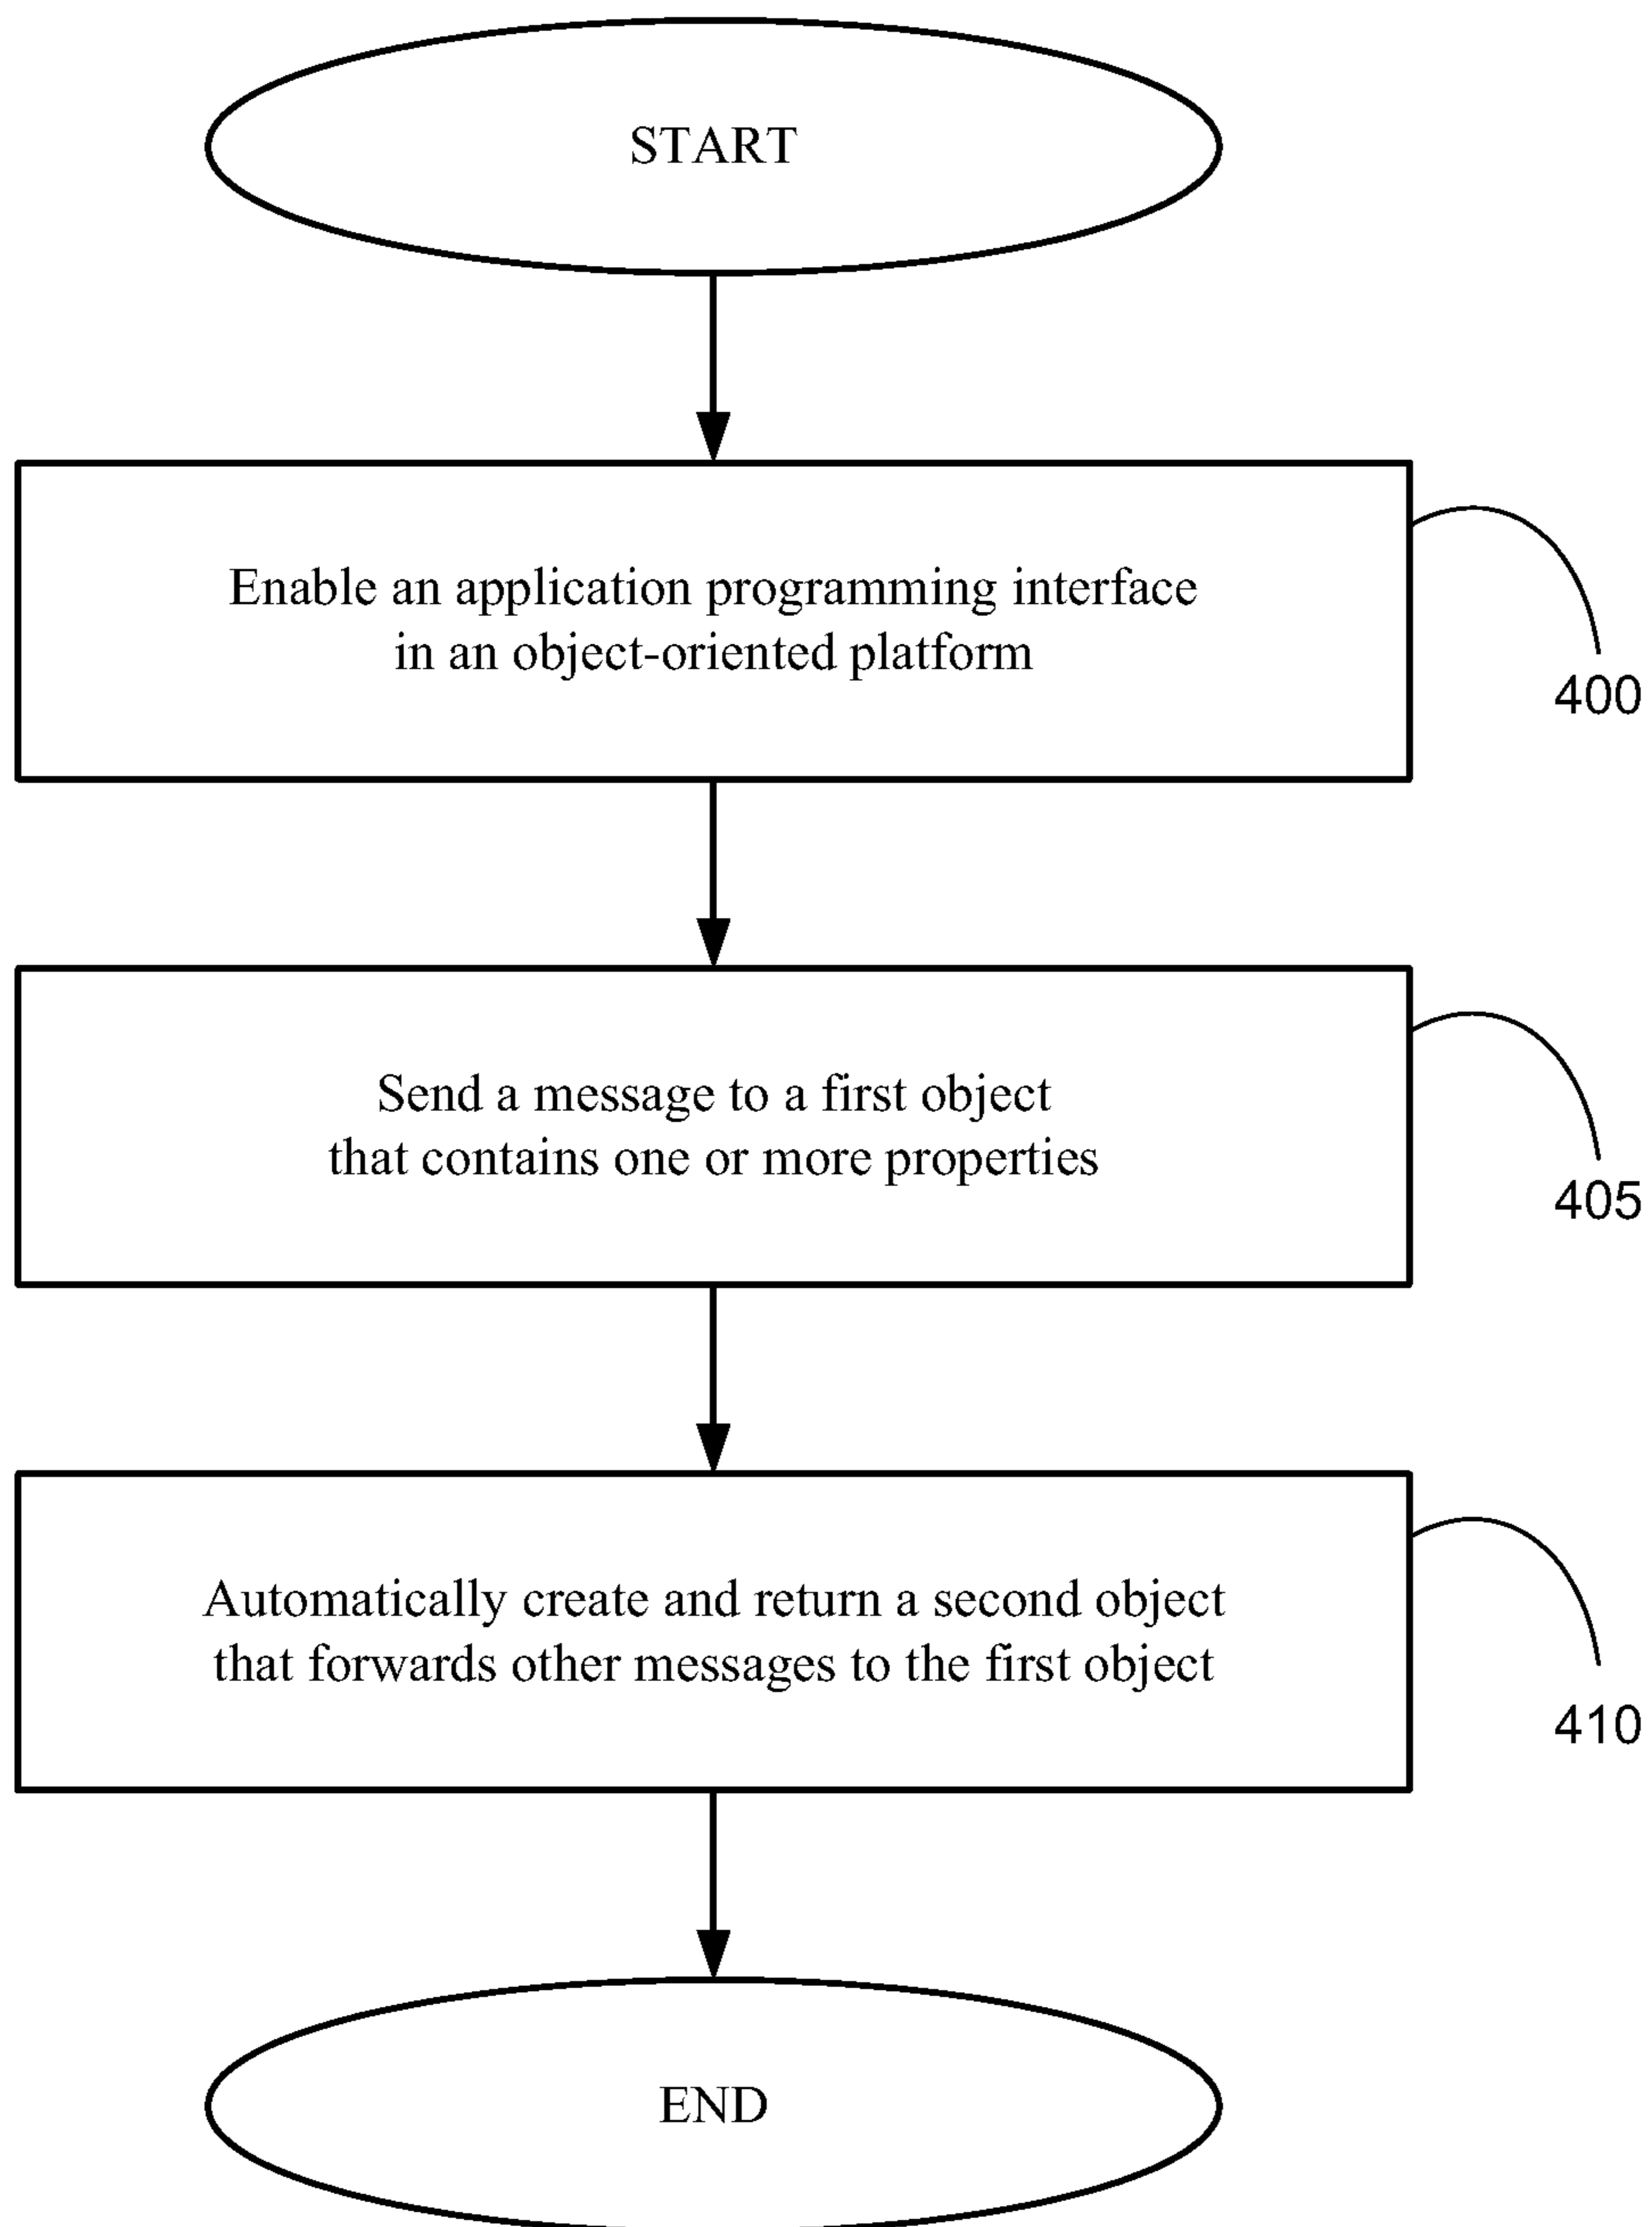 START
Enable an application programming interface
in an object-oriented platform
400
Send a message to a first object
that contains one or more properties
405
Automatically create and return a second object
that forwards other messages to the first object
410
END